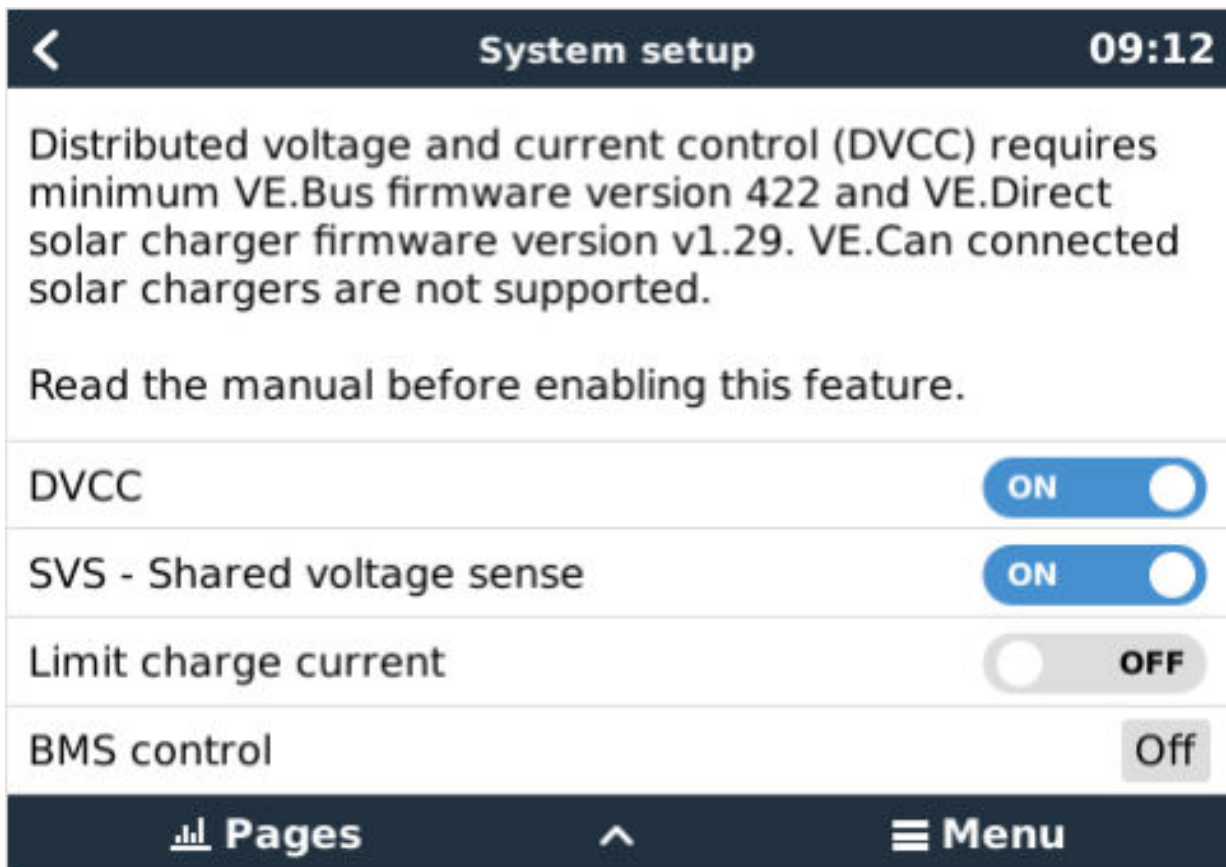 System setup 09:12
Distributed voltage and current control (DVCC) requires
minimum VE.Bus firmware version 422 and VE.Direct
solar charger firmware version v1.29. VE.Can connected
solar chargers are not supported.
Read the manual before enabling this feature.
DVCC ON
SVS - Shared voltage sense ON
Limit charge current OFF
BMS control Off
Pages Menu